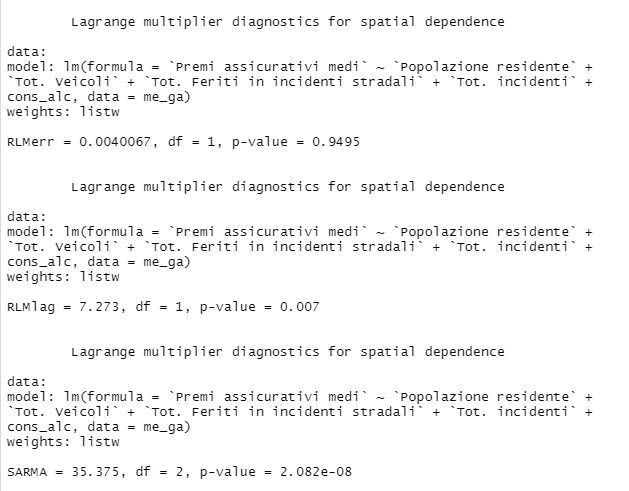 Lagrange multiplier diagnostics for spatial dependence
data:
model: lm(formula = `Premi assicurativi medi` ~ `Popolazione residente` +
`Tot. Veicoli` + `Tot. Feriti in incidenti stradali` + `Tot. incidenti` +
cons_alc, data = me_ga)
weights: listw
RLMerr = 0.0040067, df = 1, p-value = 0.9495
Lagrange multiplier diagnostics for spatial dependence
data:
model: lm(formula = `Premi assicurativi medi` ~ `Popolazione residente` +
`Tot. Veicoli` + `Tot. Feriti in incidenti stradali` + `Tot. incidenti` +
cons_alc, data = me_ga)
weights: listw
RLMlag = 7.273, df = 1, p-value = 0.007
Lagrange multiplier diagnostics for spatial dependence
data:
model: lm(formula = `Premi assicurativi medi` ~ `Popolazione residente` +
`Tot. Veicoli` + `Tot. Feriti in incidenti stradali` + `Tot. incidenti` +
cons_alc, data = me_ga)
weights: listw
SARMA = 35.375, df = 2, p-value = 2.082e-08